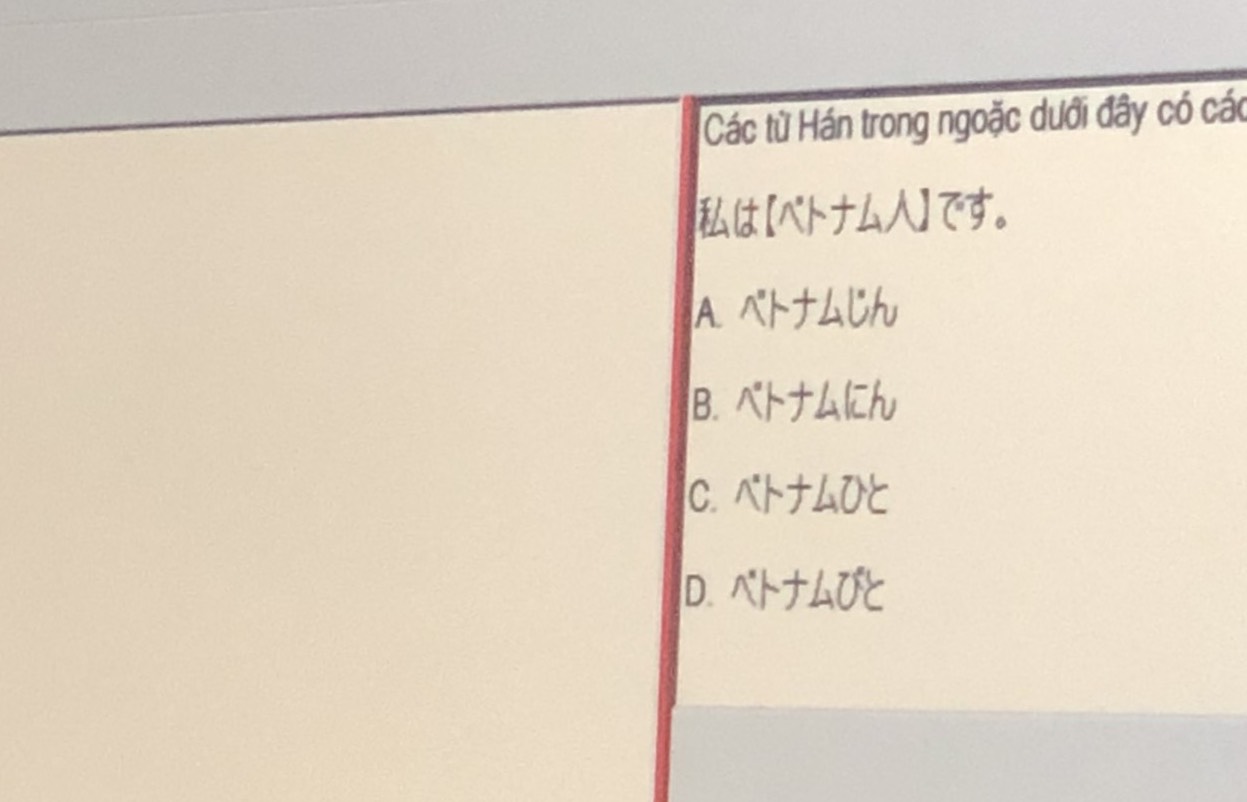 Các từ Hán trong ngoặc dưới đây có các
私は【ベトナム人】です。
A. ベトナムじん
B. ベトナムにん
C. ベトナムひと
D. ベトナムびと